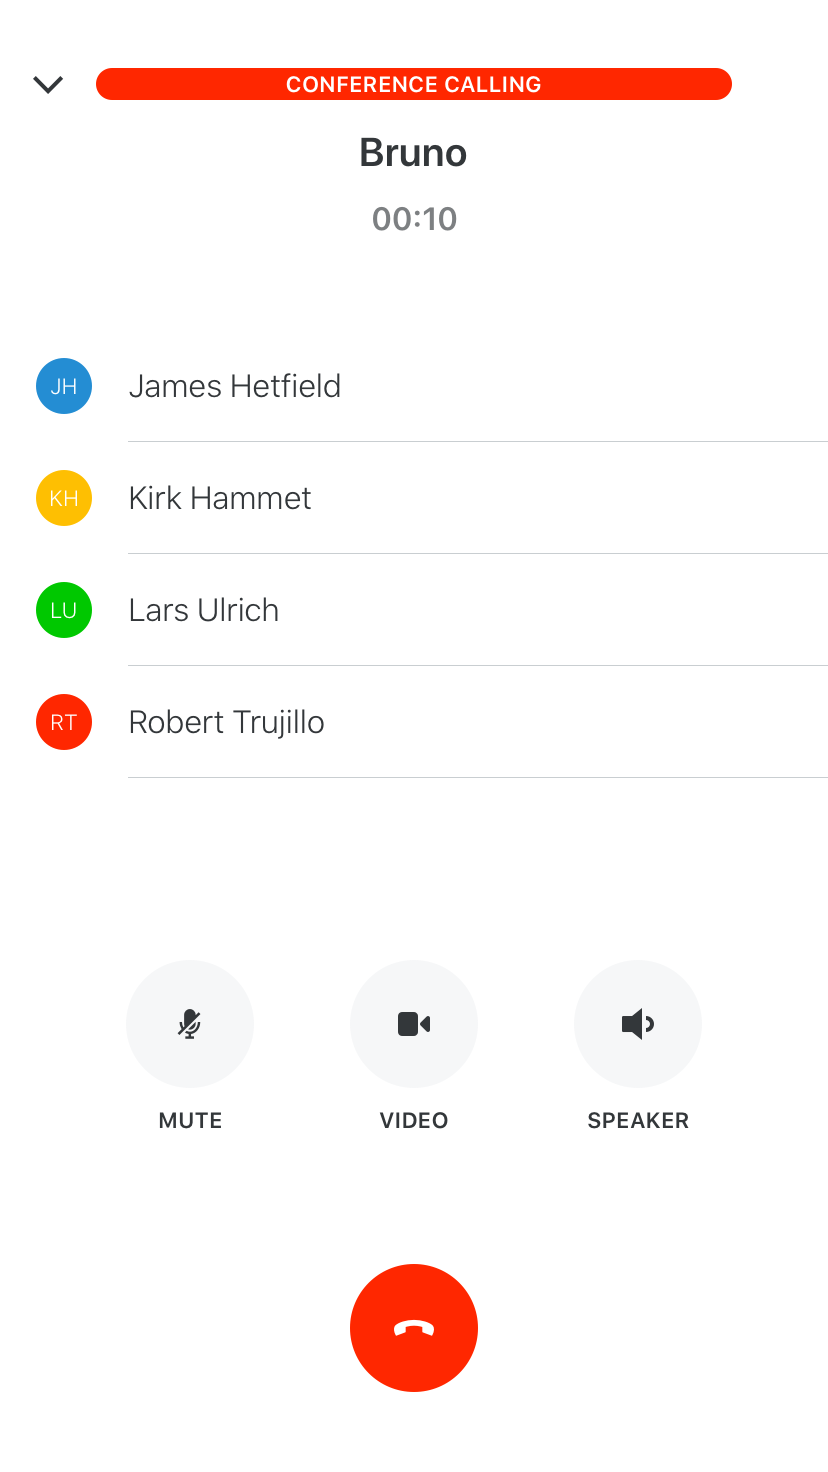 CONFERENCE CALLING
Bruno
00:10
JH James Hetfield
KH Kirk Hammet
LU Lars Ulrich
RT Robert Trujillo
MUTE VIDEO SPEAKER